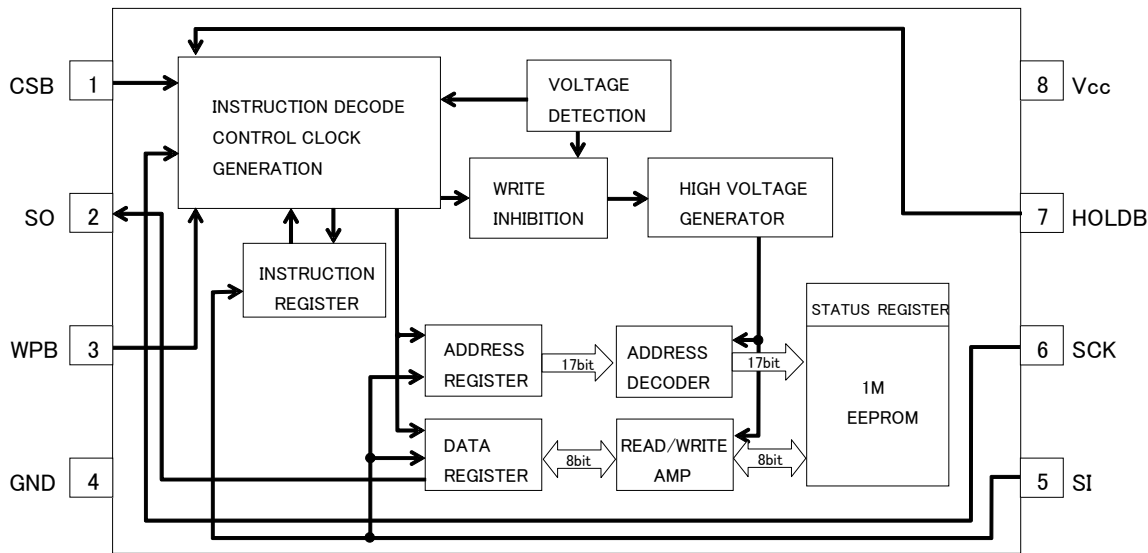 CSB
1
INSTRUCTION DECODE
CONTROL CLOCK
GENERATION
VOLTAGE
DETECTION
8
Vcc
SO
2
WRITE
INHIBITION
HIGH VOLTAGE
GENERATOR
7
HOLDB
INSTRUCTION
REGISTER
STATUS REGISTER
WPB
3
ADDRESS
REGISTER
17bit
ADDRESS
DECODER
17bit
1M
EEPROM
6
SCK
GND
4
DATA
REGISTER
8bit
READ/WRITE
AMP
8bit
5
SI